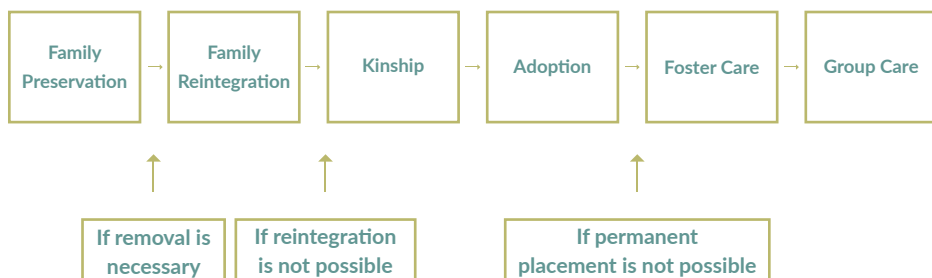 Family
Preservation
Family
Reintegration
Kinship
Adoption
Foster Care
Group Care
If removal is
necessary
If reintegration
is not possible
If permanent
placement is not possible